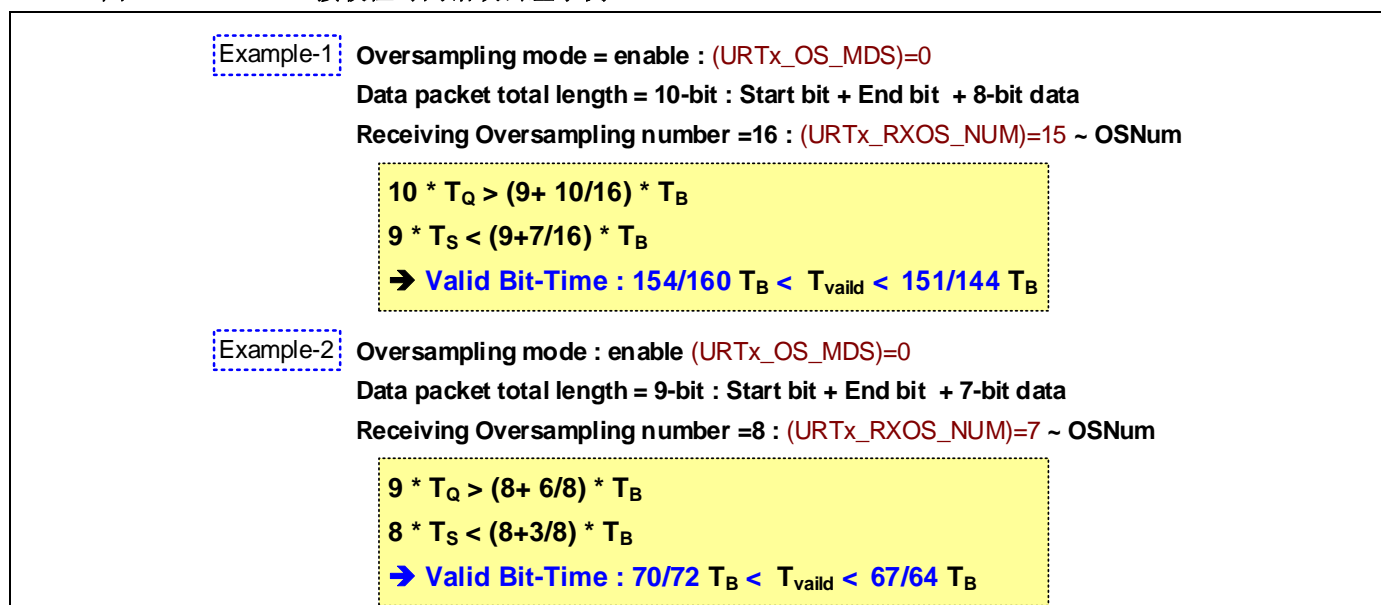 Example-1 Oversampling mode = enable : (URTx_OS_MDS)=0
Data packet total length = 10-bit : Start bit + End bit + 8-bit data
Receiving Oversampling number =16 : (URTx_RXOS_NUM)=15 ~ OSNum
10 * TQ > (9+ 10/16) * TB
9 * TS < (9+7/16) * TB
➔ Valid Bit-Time : 154/160 TB < Tvaild < 151/144 TB
Example-2 Oversampling mode : enable (URTx_OS_MDS)=0
Data packet total length = 9-bit : Start bit + End bit + 7-bit data
Receiving Oversampling number =8 : (URTx_RXOS_NUM)=7 ~ OSNum
9 * TQ > (8+ 6/8) * TB
8 * TS < (8+3/8) * TB
➔ Valid Bit-Time : 70/72 TB < Tvaild < 67/64 TB